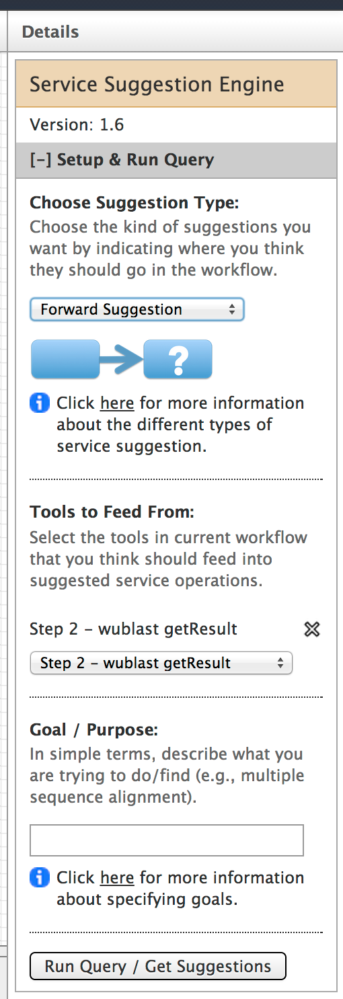 Details
Service Suggestion Engine
Version: 1.6
[-] Setup & Run Query
Choose Suggestion Type:
Choose the kind of suggestions you
want by indicating where you think
they should go in the workflow.
Forward Suggestion
?
Click here for more information
about the different types of
service suggestion.
Tools to Feed From:
Select the tools in current workflow
that you think should feed into
suggested service operations.
Step 2 - wublast getResult
Step 2 - wublast getResult
Goal / Purpose:
In simple terms, describe what you
are trying to do/find (e.g., multiple
sequence alignment).
Click here for more information
about specifying goals.
Run Query / Get Suggestions